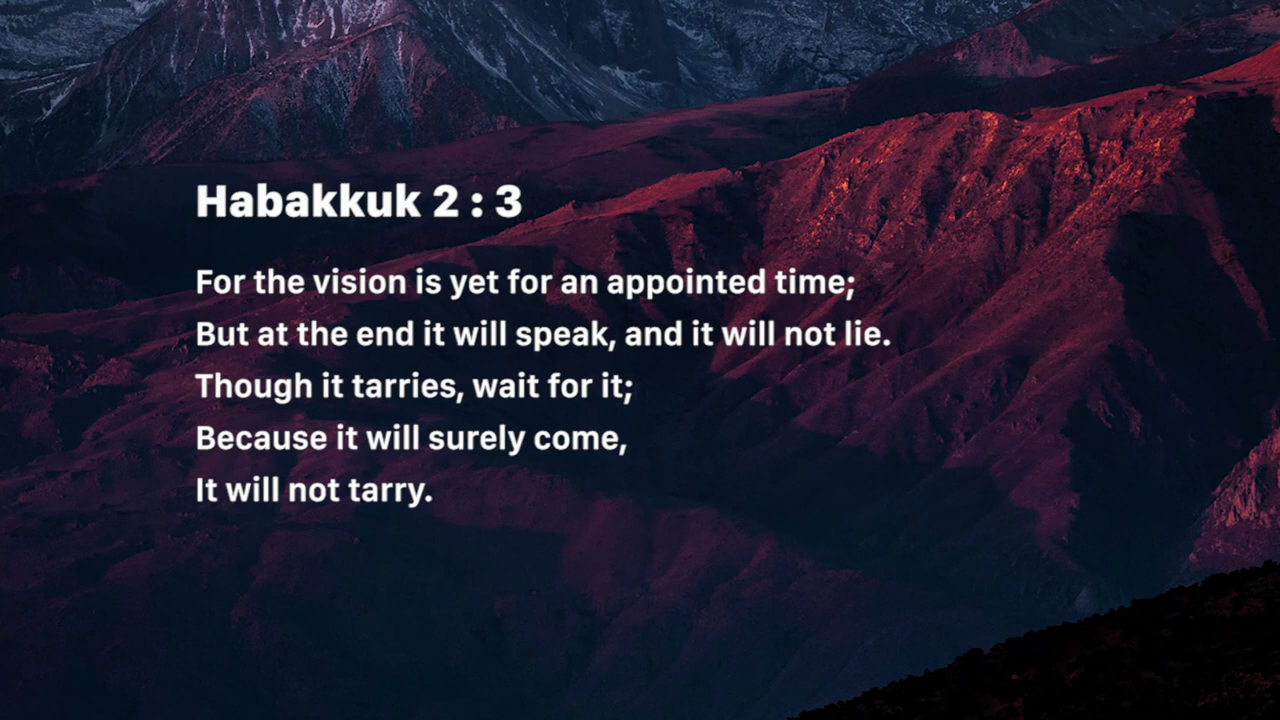 Habakkuk 2 : 3
For the vision is yet for an appointed time;
But at the end it will speak, and it will not lie.
Though it tarries, wait for it;
Because it will surely come,
It will not tarry.